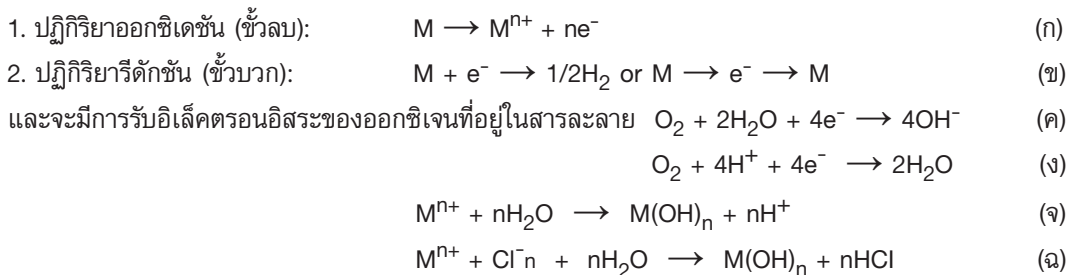 1. ปฏิกิริยาออกซิเดชัน (ขั้วลบ): M → Mⁿ⁺ + ne⁻ (ก)
2. ปฏิกิริยารีดักชัน (ขั้วบวก): M + e⁻ → 1/2H₂ or M → e⁻ → M (ข)
และจะมีการรับอิเล็คตรอนอิสระของออกซิเจนที่อยู่ในสารละลาย O₂ + 2H₂O + 4e⁻ → 4OH⁻ (ค)
O₂ + 4H⁺ + 4e⁻ → 2H₂O (ง)
Mⁿ⁺ + nH₂O → M(OH)ₙ + nH⁺ (จ)
Mⁿ⁺ + Cl⁻n + nH₂O → M(OH)ₙ + nHCl (ฉ)